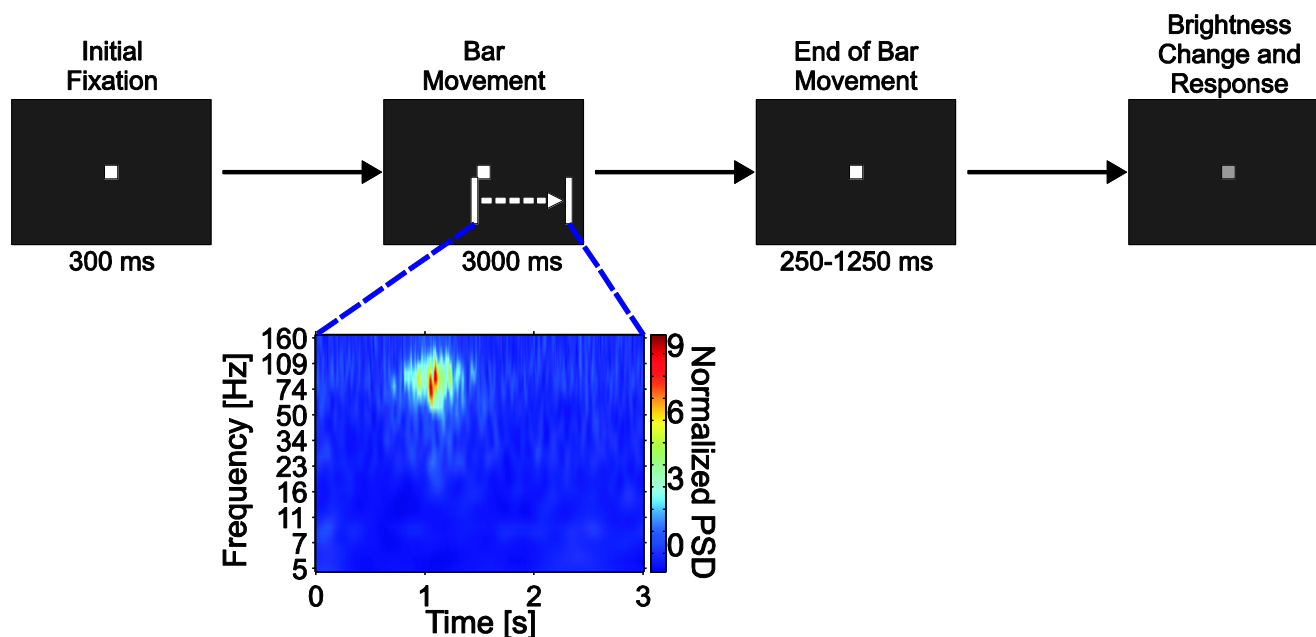 Initial
Fixation
Bar
Movement
End of Bar
Movement
Brightness
Change and
Response
300 ms
3000 ms
250-1250 ms
Frequency [Hz]
160
109
74
50
34
23
16
11
7
5
0
1
2
3
Time [s]
9
6
3
0
Normalized PSD